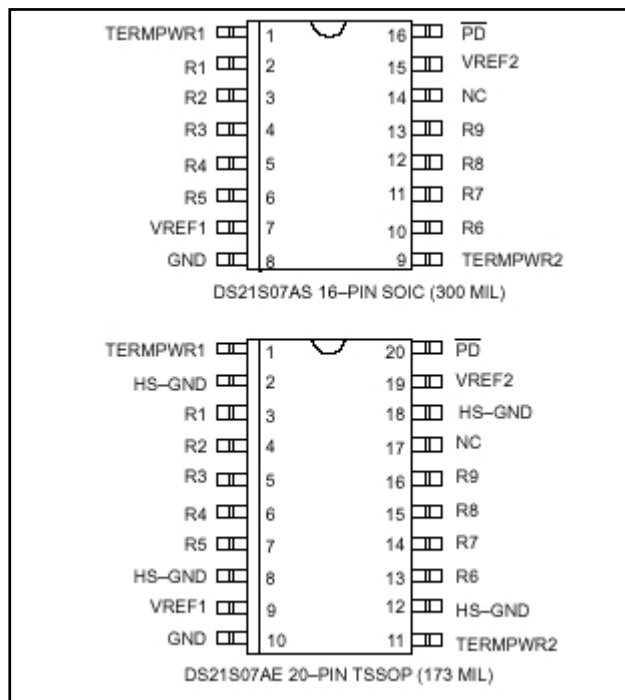 TERMPWR1 1 16 P̅D̅
R1 2 15 VREF2
R2 3 14 NC
R3 4 13 R9
R4 5 12 R8
R5 6 11 R7
VREF1 7 10 R6
GND 8 9 TERMPWR2
DS21S07AS 16–PIN SOIC (300 MIL)
TERMPWR1 1 20 P̅D̅
HS–GND 2 19 VREF2
R1 3 18 HS–GND
R2 4 17 NC
R3 5 16 R9
R4 6 15 R8
R5 7 14 R7
HS–GND 8 13 R6
VREF1 9 12 HS–GND
GND 10 11 TERMPWR2
DS21S07AE 20–PIN TSSOP (173 MIL)